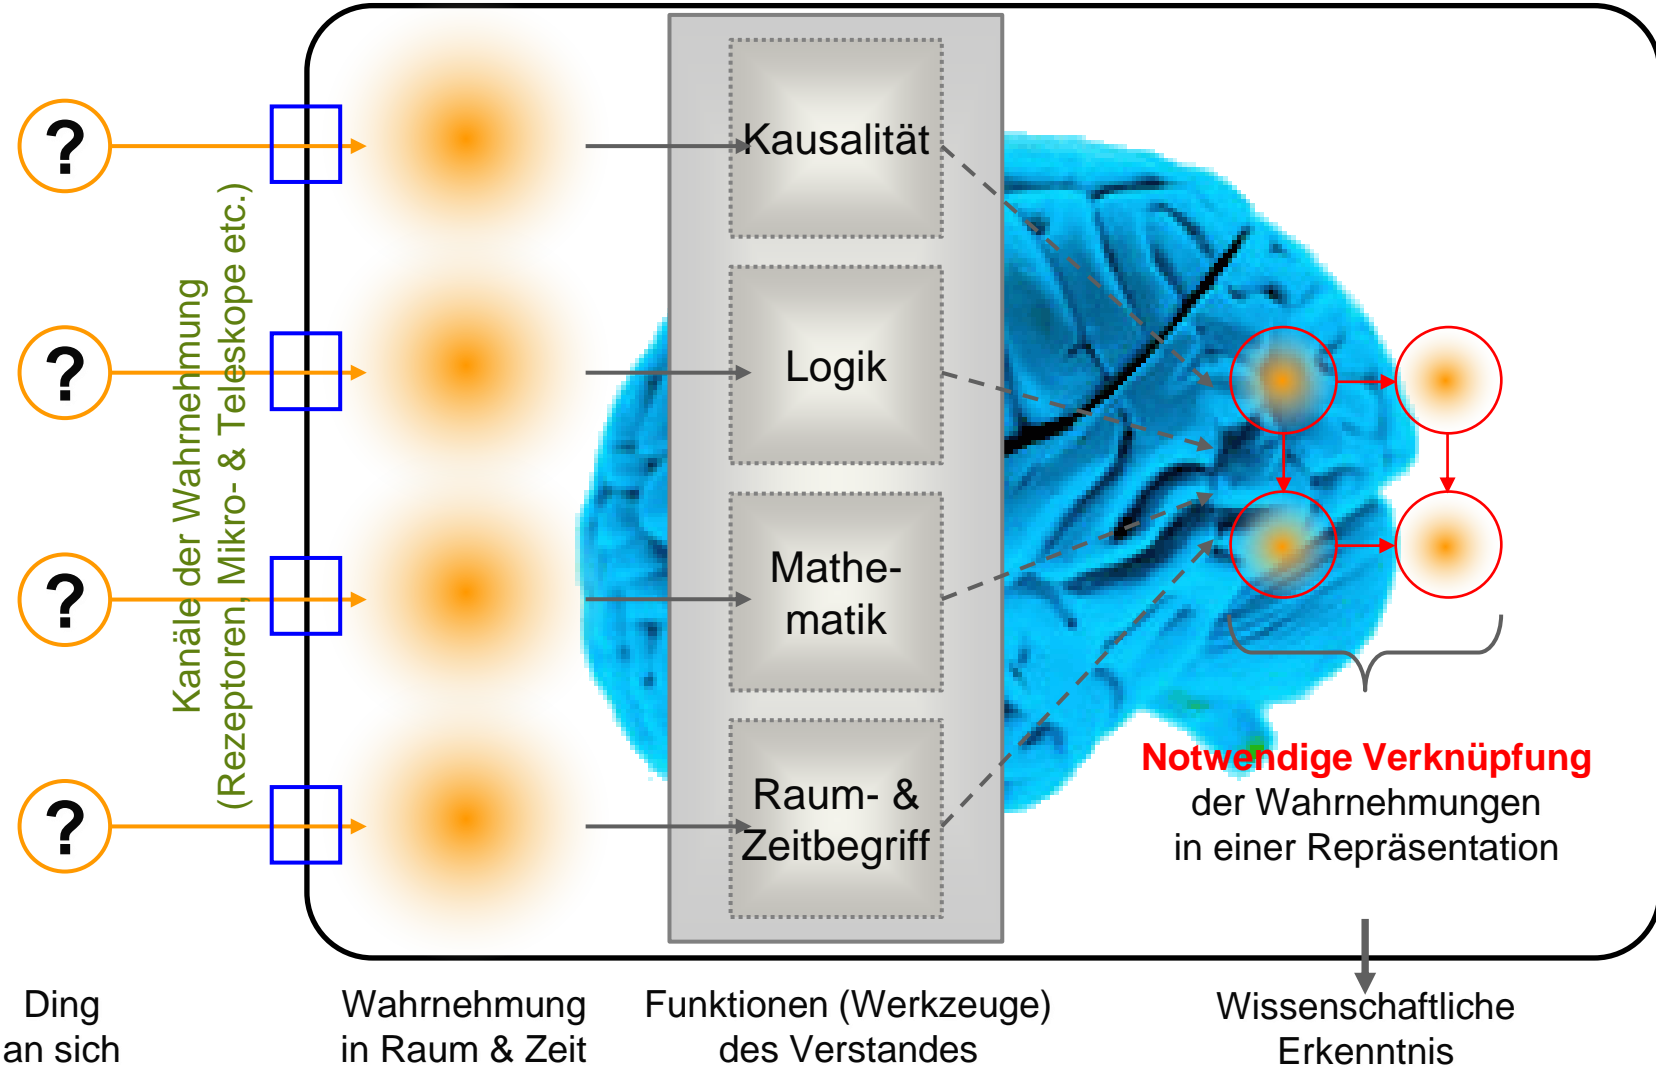 ?
?
?
?
Kanäle der Wahrnehmung
(Rezeptoren, Mikro- & Teleskope etc.)
Kausalität
Logik
Mathe-
matik
Raum- &
Zeitbegriff
Notwendige Verknüpfung
der Wahrnehmungen
in einer Repräsentation
Ding
an sich
Wahrnehmung
in Raum & Zeit
Funktionen (Werkzeuge)
des Verstandes
Wissenschaftliche
Erkenntnis